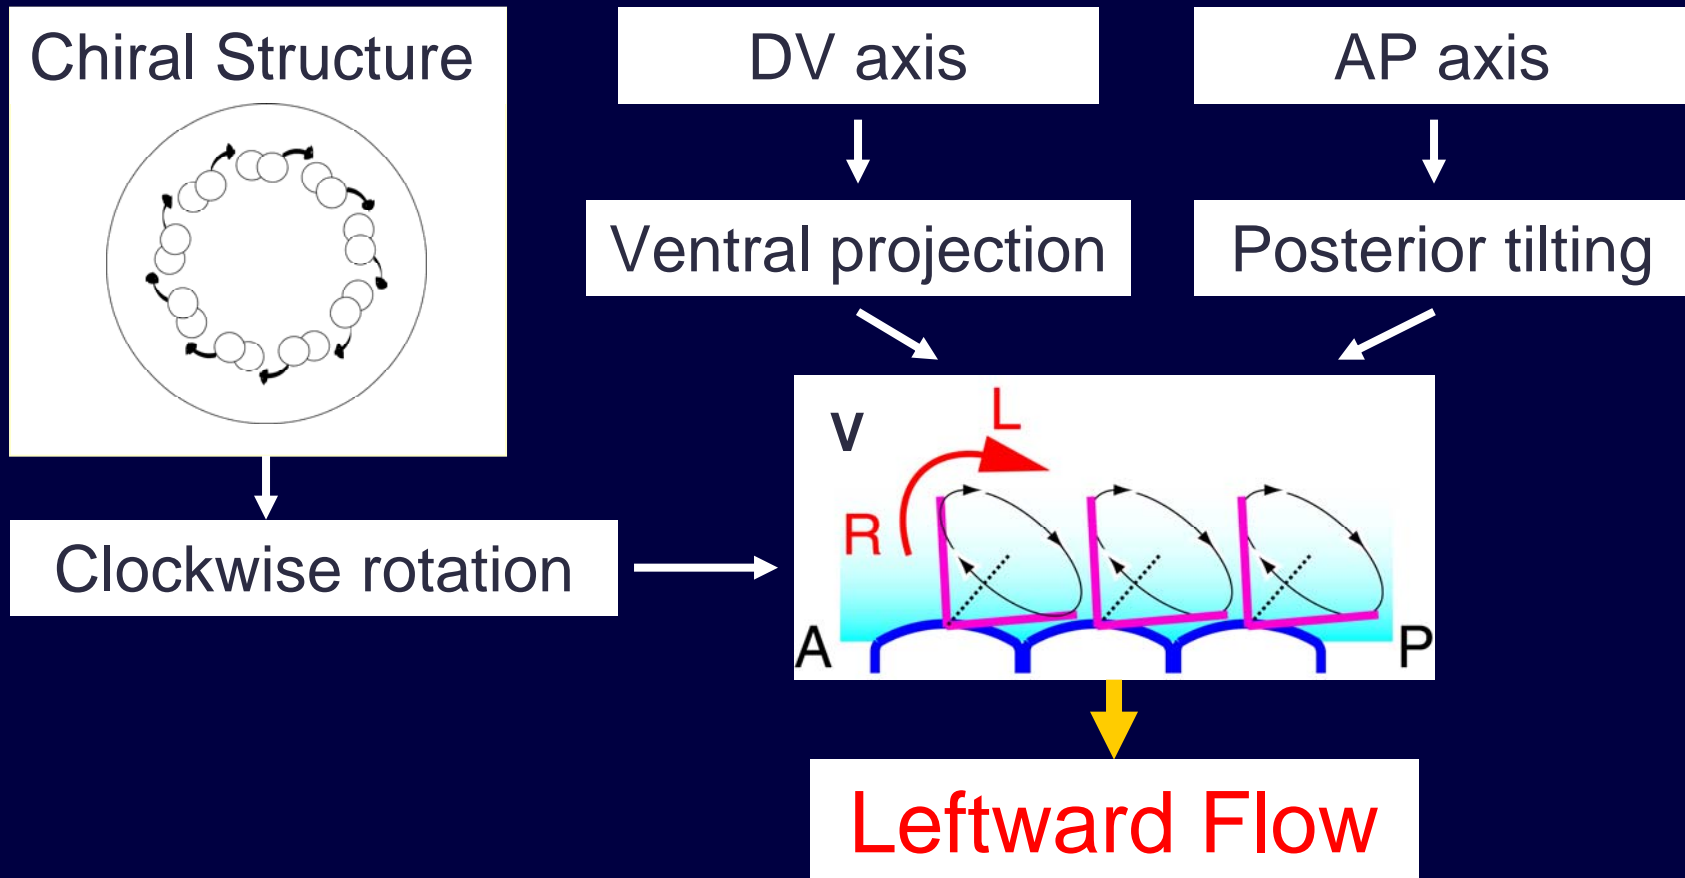 Chiral Structure
DV axis
AP axis
Ventral projection
Posterior tilting
Clockwise rotation
V
L
R
A
P
Leftward Flow